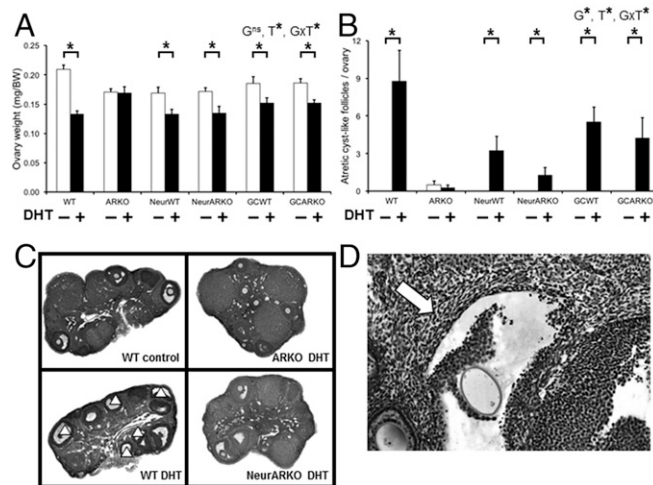 A
Gns, T*, GxT*
* * * * *
Ovary weight (mg/BW)
0.25
0.20
0.15
0.10
0.05
0.00
WT ARKO NeurWT NeurARKO GCWT GCARKO
DHT − + − + − + − + − + − +
B
G*, T*, GxT*
* * * * *
Atretic cyst-like follicles / ovary
12
9
6
3
0
WT ARKO NeurWT NeurARKO GCWT GCARKO
DHT − + − + − + − + − + − +
C
WT control
ARKO DHT
WT DHT
NeurARKO DHT
D